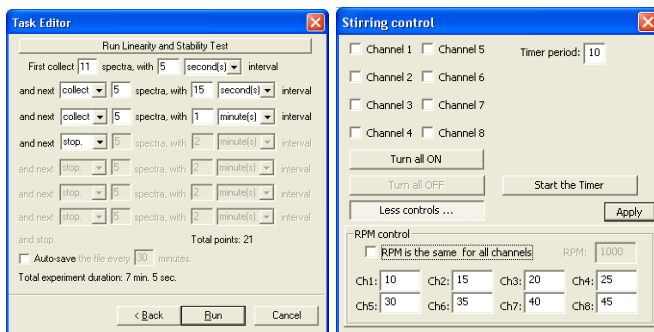 Task Editor
Run Linearity and Stability Test
First collect 11 spectra, with 5 second(s) interval
and next collect 5 spectra, with 15 second(s) interval
and next collect 5 spectra, with 1 minute(s) interval
and next stop. 5 spectra, with 2 minute(s) interval
and next stop. 5 spectra, with 2 minute(s) interval
and next stop. 5 spectra, with 2 minute(s) interval
and next stop. 5 spectra, with 2 minute(s) interval
and stop. Total points: 21
Auto-save the file every 30 minutes.
Total experiment duration: 7 min. 5 sec.
< Back Run Cancel
Stirring control
Channel 1 Channel 5 Timer period: 10
Channel 2 Channel 6
Channel 3 Channel 7
Channel 4 Channel 8
Turn all ON
Turn all OFF Start the Timer
Less controls ... Apply
RPM control
RPM is the same for all channels RPM: 1000
Ch1: 10 Ch2: 15 Ch3: 20 Ch4: 25
Ch5: 30 Ch6: 35 Ch7: 40 Ch8: 45